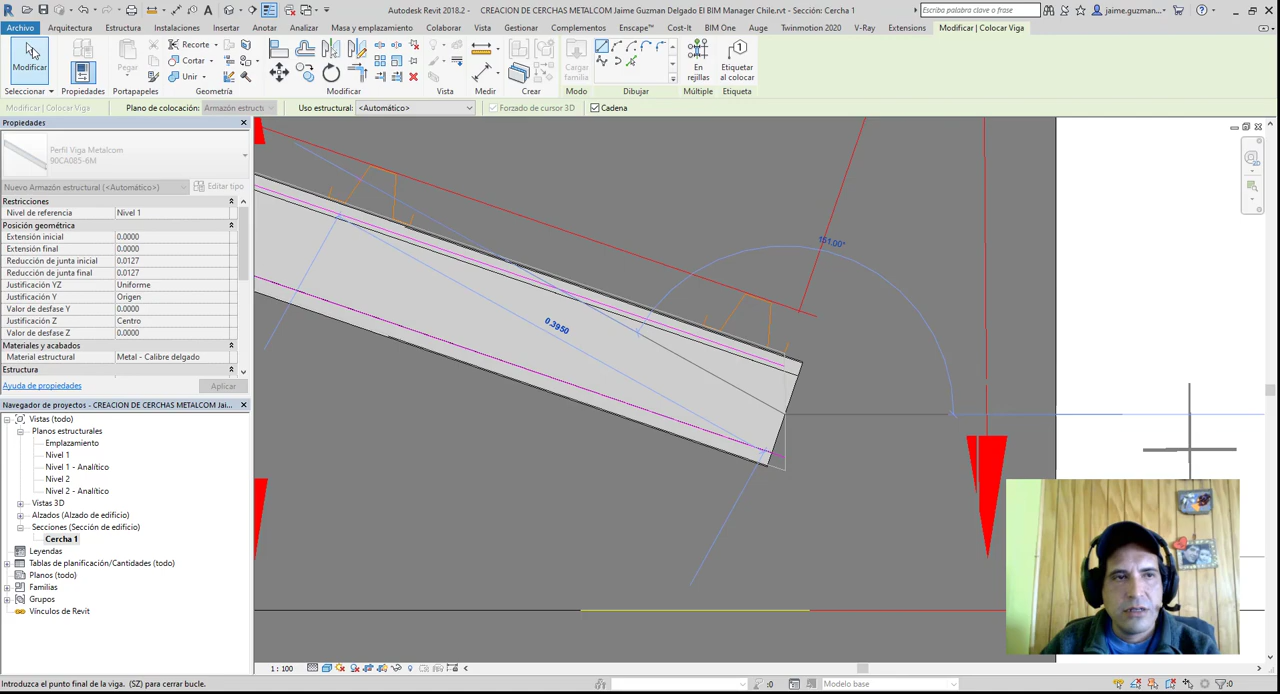 Autodesk Revit 2018.2 - CREACION DE CERCHAS METALCOM Jaime Guzman Delgado El BIM Manager Chile.rvt - Sección: Cercha 1
Escribir palabra clave o frase
jaime.guzman...
Archivo Arquitectura Estructura Instalaciones Insertar Anotar Analizar Masa y emplazamiento Colaborar Vista Gestionar Complementos Enscape™ Cost-It BIM One Auge Twinmotion 2020 V-Ray Extensions Modificar | Colocar Viga
Modificar
Pegar
Recorte
Cortar
Unir
Cargar familia
En rejillas
Etiquetar al colocar
Seleccionar Propiedades Portapapeles Geometría Modificar Vista Medir Crear Modo Dibujar Múltiple Etiqueta
Modificar | Colocar Viga Plano de colocación: Armazón estructu Uso estructural: <Automático> Forzado de cursor 3D Cadena
Propiedades
Perfil Viga Metalcom
90CA085-6M
Nuevo Armazón estructural (<Automático>) Editar tipo
Restricciones
Nivel de referencia Nivel 1
Posición geométrica
Extensión inicial 0.0000
Extensión final 0.0000
Reducción de junta inicial 0.0127
Reducción de junta final 0.0127
Justificación YZ Uniforme
Justificación Y Origen
Valor de desfase Y 0.0000
Justificación Z Centro
Valor de desfase Z 0.0000
Materiales y acabados
Material estructural Metal - Calibre delgado
Estructura
Ayuda de propiedades Aplicar
Navegador de proyectos - CREACION DE CERCHAS METALCOM Jai...
Vistas (todo)
Planos estructurales
Emplazamiento
Nivel 1
Nivel 1 - Analítico
Nivel 2
Nivel 2 - Analítico
Vistas 3D
Alzados (Alzado de edificio)
Secciones (Sección de edificio)
Cercha 1
Leyendas
Tablas de planificación/Cantidades (todo)
Planos (todo)
Familias
Grupos
Vínculos de Revit
151.00°
0.3950
1 : 100
Introduzca el punto final de la viga. (SZ) para cerrar bucle.
:0
Modelo base
:0